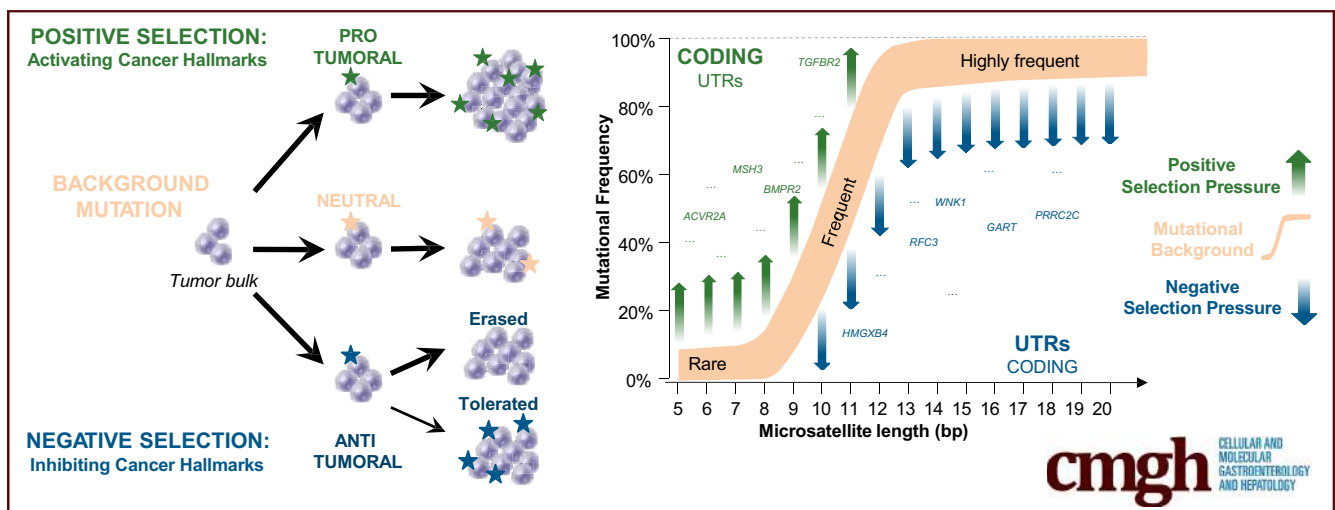 POSITIVE SELECTION:
Activating Cancer Hallmarks
PRO
TUMORAL
BACKGROUND
MUTATION
NEUTRAL
Tumor bulk
Erased
Tolerated
NEGATIVE SELECTION:
Inhibiting Cancer Hallmarks
ANTI
TUMORAL
Mutational Frequency
100%
80%
60%
40%
20%
0%
CODING
UTRs
TGFBR2
...
MSH3
...
...
BMPR2
ACVR2A
...
...
...
Rare
Frequent
Highly frequent
...
...
...
WNK1
PRRC2C
GART
...
RFC3
...
...
HMGXB4
UTRs
CODING
5 6 7 8 9 10 11 12 13 14 15 16 17 18 19 20
Microsatellite length (bp)
Positive
Selection Pressure
Mutational
Background
Negative
Selection Pressure
cmgh
CELLULAR AND
MOLECULAR
GASTROENTEROLOGY
AND HEPATOLOGY